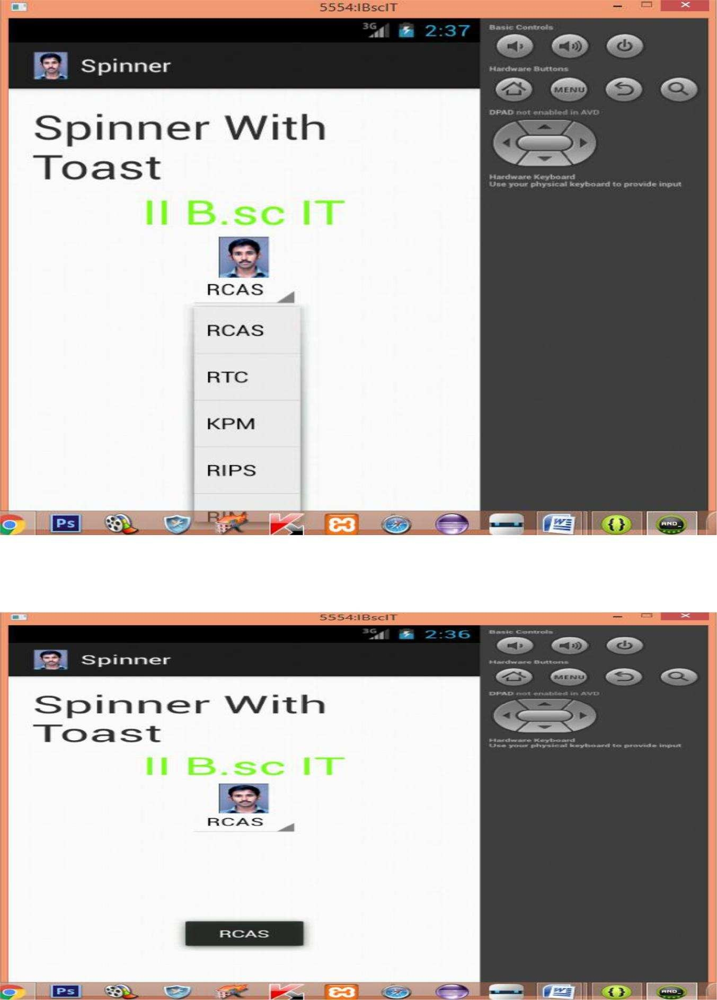 5554:IBscIT
3G 2:37
Spinner
Spinner With
Toast
II B.sc IT
RCAS
RCAS
RTC
KPM
RIPS
RIM
Basic Controls
Hardware Buttons
MENU
DPAD not enabled in AVD
Hardware Keyboard
Use your physical keyboard to provide input
Ps
W
{}
AND_
5554:IBscIT
3G 2:36
Spinner
Spinner With
Toast
II B.sc IT
RCAS
RCAS
Basic Controls
Hardware Buttons
MENU
DPAD not enabled in AVD
Hardware Keyboard
Use your physical keyboard to provide input
Ps
W
{}
AND_